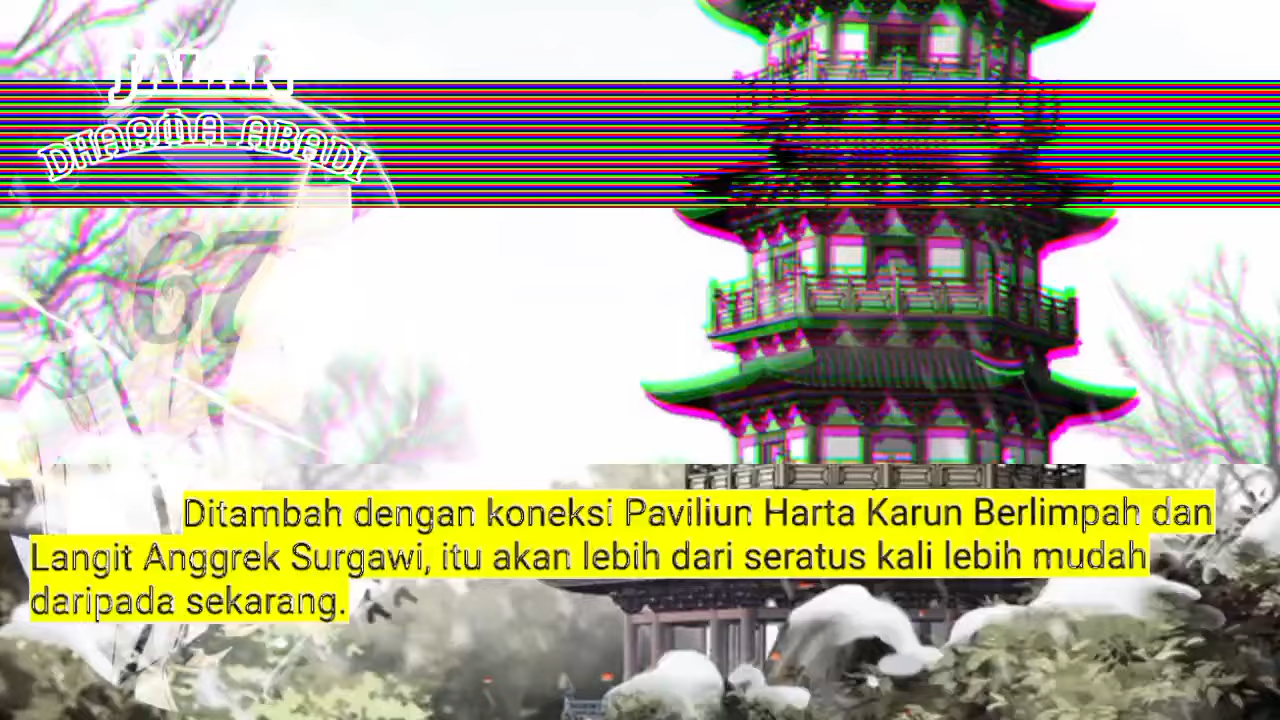 DHARMA ABADI
67
Ditambah dengan koneksi Paviliun Harta Karun Berlimpah dan
Langit Anggrek Surgawi, itu akan lebih dari seratus kali lebih mudah
daripada sekarang.